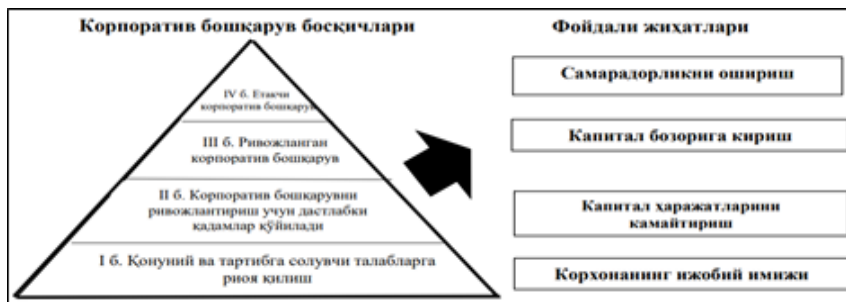 Корпоратив бошқарув босқичлари
IV б. Етакчи
корпоратив бошқарув
III б. Ривожланган
корпоратив бошқарув
II б. Корпоратив бошқарувни
ривожлантириш учун дастлабки
қадамлар қўйилади
I б. Қонуний ва тартибга солувчи талабларга
риоя қилиш
Фойдали жиҳатлари
Самарадорликни ошириш
Капитал бозорига кириш
Капитал ҳаражатларини
камайтириш
Корхонанинг ижобий имижи